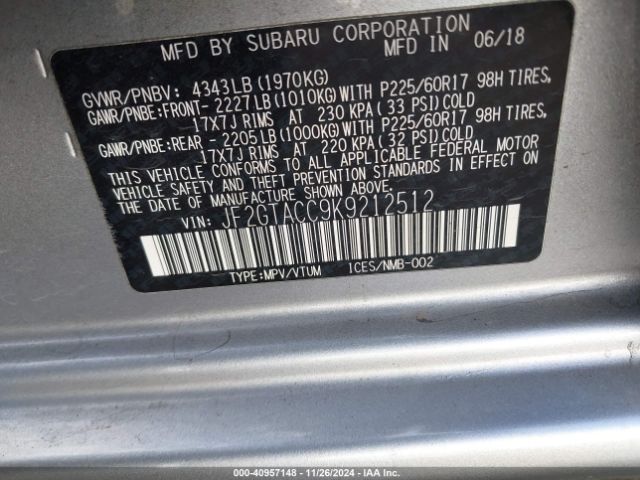 MFD BY SUBARU CORPORATION
MFD IN 06/18
GVWR/PNBV: 4343LB(1970KG)
GAWR/PNBE:FRONT-2227LB(1010KG)WITH P225/60R17 98H TIRES,
17X7J RIMS AT 230 KPA(33 PSI)COLD
GAWR/PNBE:REAR -2205LB(1000KG)WITH P225/60R17 98H TIRES,
17X7J RIMS AT 220 KPA(32 PSI)COLD
THIS VEHICLE CONFORMS TO ALL APPLICABLE FEDERAL MOTOR
VEHICLE SAFETY AND THEFT PREVENTION STANDARDS IN EFFECT ON
THE DATE OF MANUFACTURE SHOWN ABOVE.
VIN: JF2GTACC9K9212512
TYPE:MPV/VTUM ICES/NMB-002
000-40957148 - 11/26/2024 - IAA Inc.